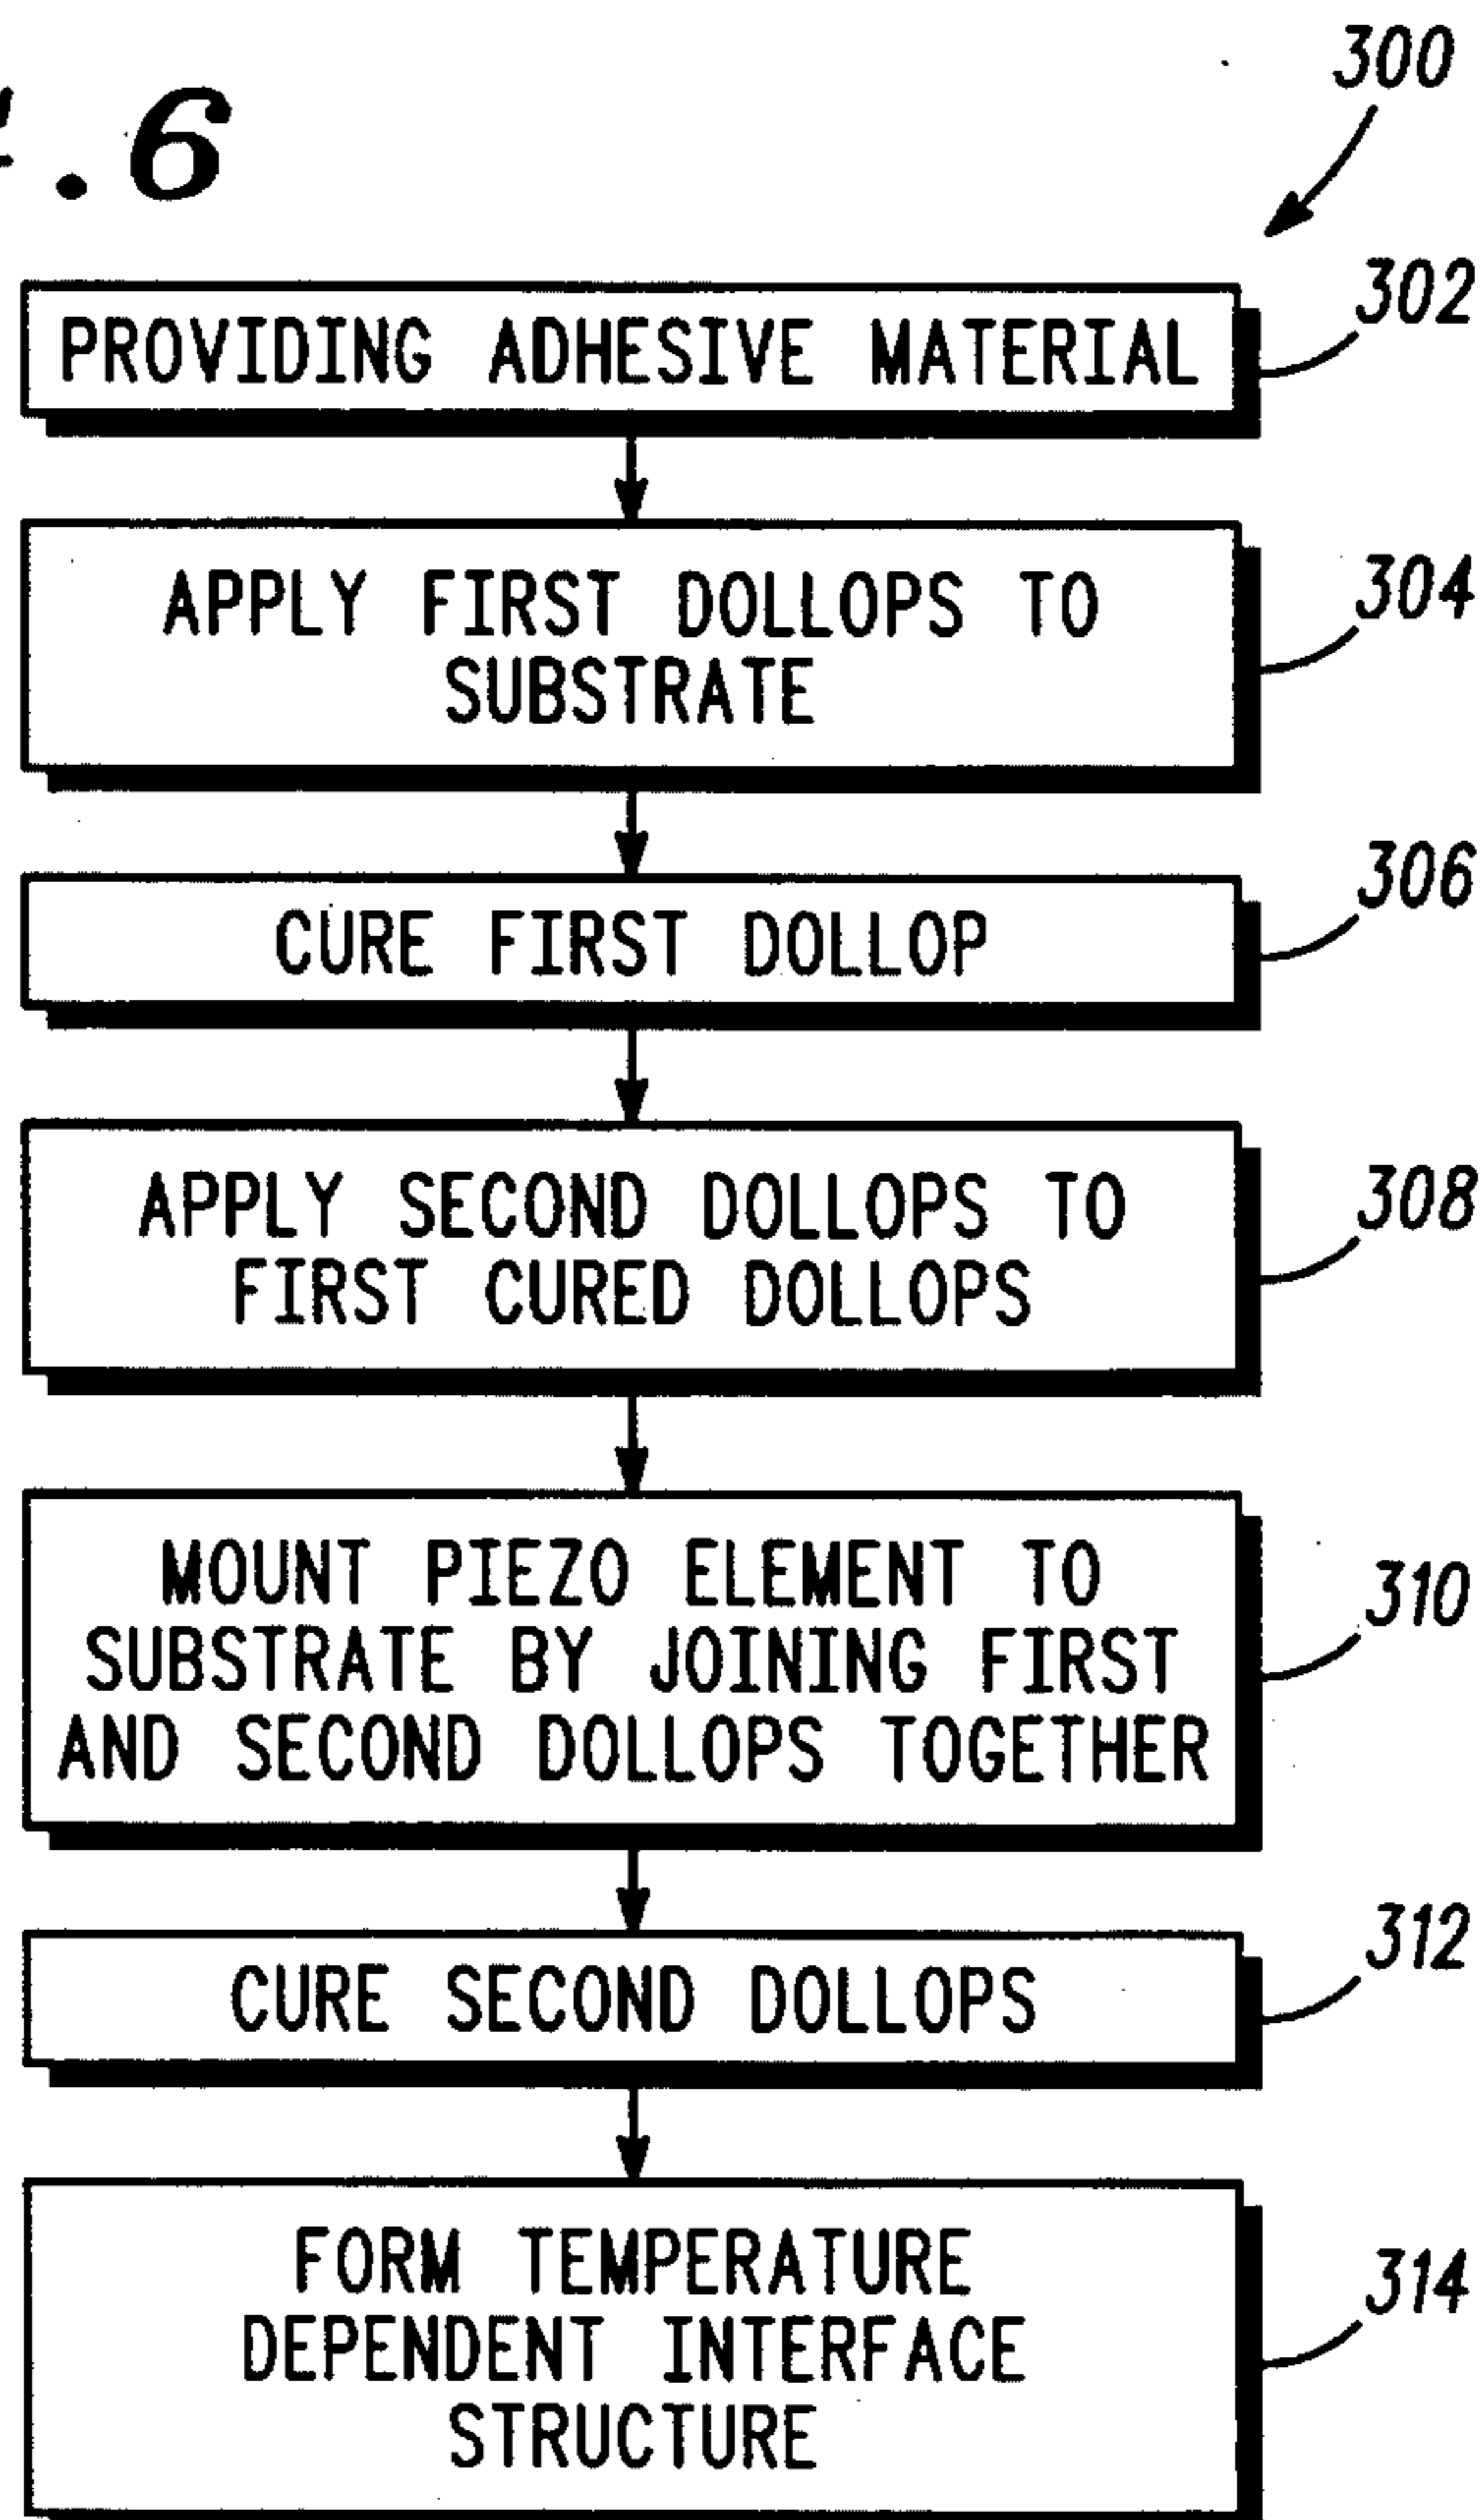 .6
300
302
PROVIDING ADHESIVE MATERIAL
304
APPLY FIRST DOLLOPS TO
SUBSTRATE
306
CURE FIRST DOLLOP
308
APPLY SECOND DOLLOPS TO
FIRST CURED DOLLOPS
310
MOUNT PIEZO ELEMENT TO
SUBSTRATE BY JOINING FIRST
AND SECOND DOLLOPS TOGETHER
312
CURE SECOND DOLLOPS
314
FORM TEMPERATURE
DEPENDENT INTERFACE
STRUCTURE